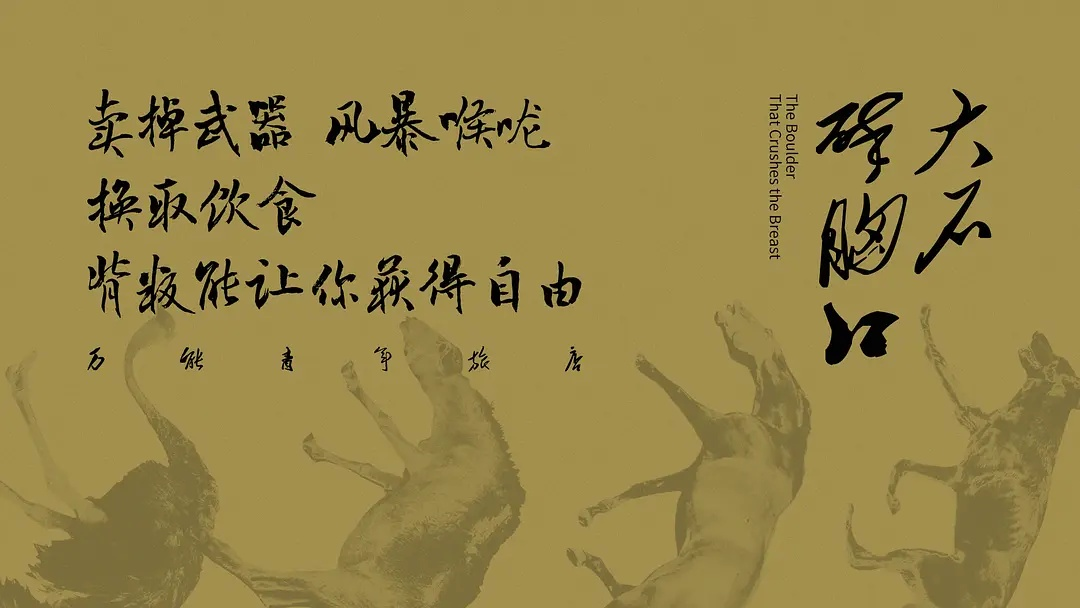 卖掉武器 风暴喉咙
换取饮食
背叛能让你获得自由
万能青年旅店
大石
碎胸口
The Boulder
That Crushes the Breast